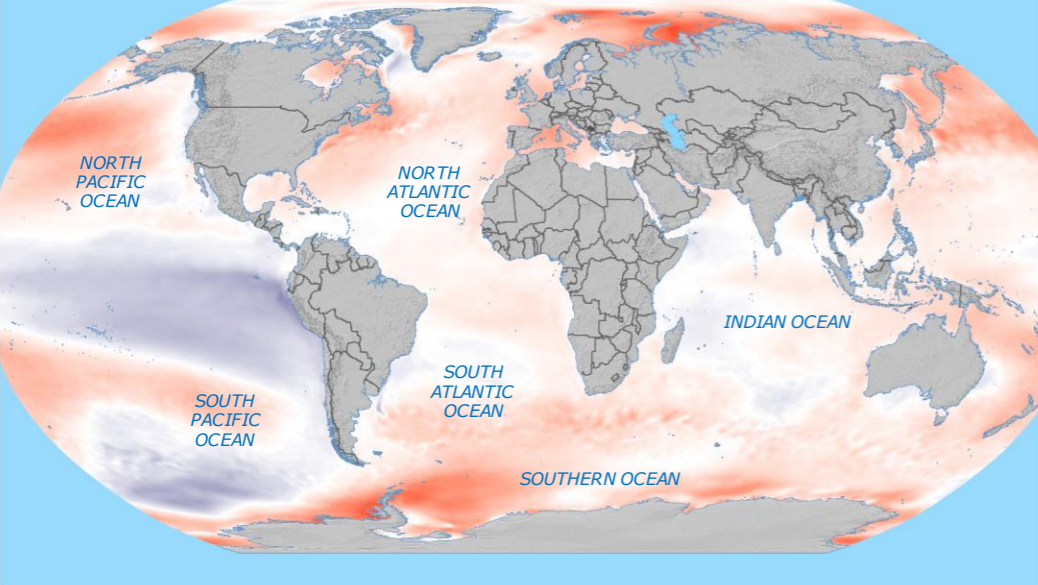 NORTH
PACIFIC
OCEAN
NORTH
ATLANTIC
OCEAN
INDIAN OCEAN
SOUTH
ATLANTIC
OCEAN
SOUTH
PACIFIC
OCEAN
SOUTHERN OCEAN